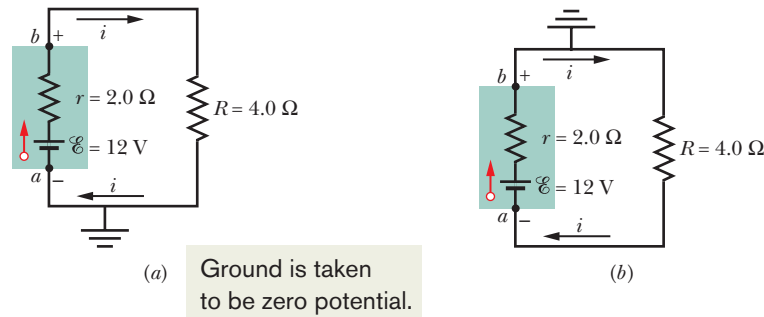 i
b +
r = 2.0 Ω
R = 4.0 Ω
ℰ = 12 V
a –
i
(a)
Ground is taken
to be zero potential.
i
b +
r = 2.0 Ω
R = 4.0 Ω
ℰ = 12 V
a –
i
(b)